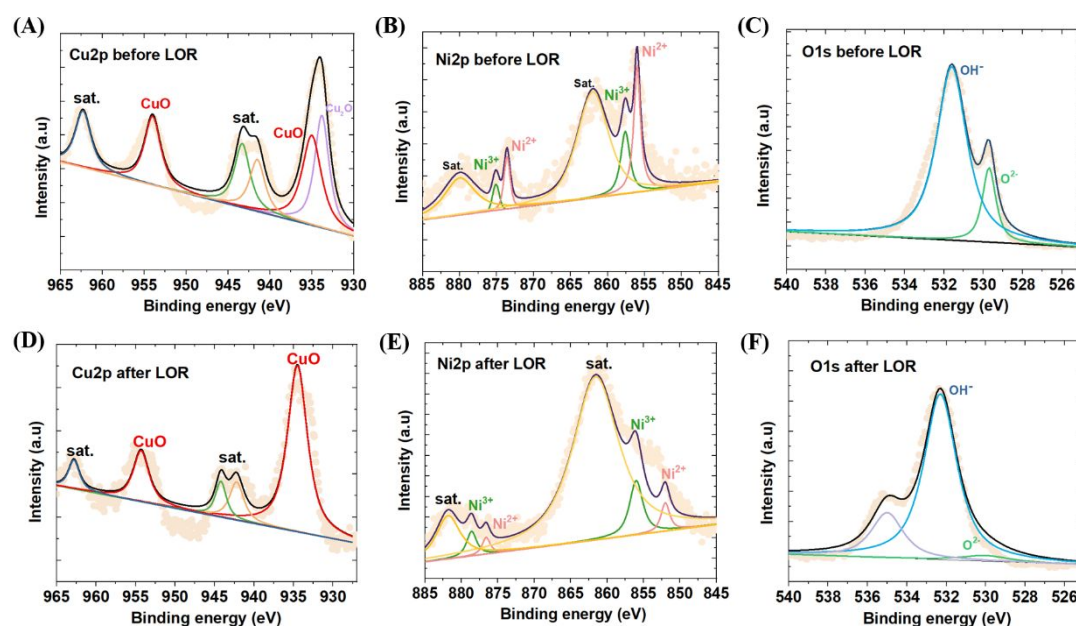 (A)
Cu2p before LOR
sat.
CuO
sat.
CuO
Cu₂O
Intensity (a.u)
965 960 955 950 945 940 935 930
Binding energy (eV)
(B)
Ni2p before LOR
Sat.
Ni³⁺
Ni²⁺
Sat.
Ni³⁺
Ni²⁺
Intensity (a.u)
885 880 875 870 865 860 855 850 845
Binding energy (eV)
(C)
O1s before LOR
OH⁻
O²⁻
Intensity (a.u)
540 538 536 534 532 530 528 526
Binding energy (eV)
(D)
Cu2p after LOR
sat.
CuO
sat.
CuO
Intensity (a.u)
965 960 955 950 945 940 935 930
Binding energy (eV)
(E)
Ni2p after LOR
sat.
Ni³⁺
Ni²⁺
sat.
Ni³⁺
Ni²⁺
Intensity (a.u)
885 880 875 870 865 860 855 850 845
Binding energy (eV)
(F)
O1s after LOR
OH⁻
O²⁻
Intensity (a.u)
540 538 536 534 532 530 528 526
Binding energy (eV)